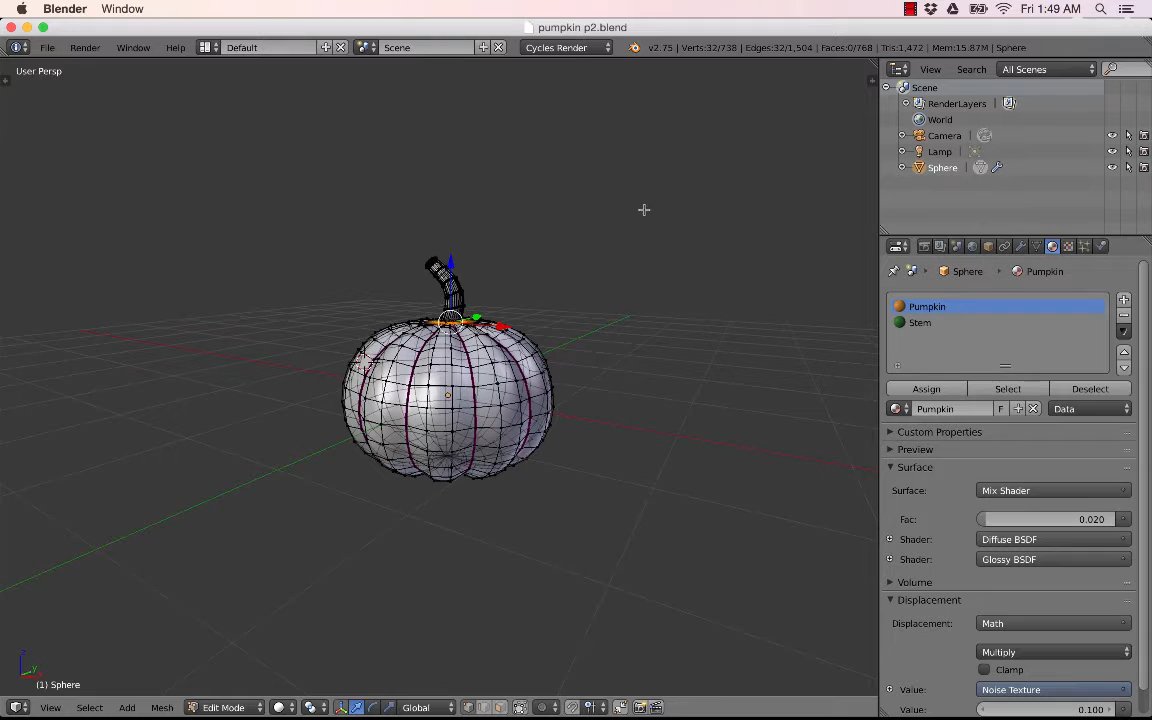 Blender Window Fri 1:49 AM
pumpkin p2.blend
File Render Window Help Default Scene Cycles Render v2.75 | Verts:32/738 | Edges:32/1,504 | Faces:0/768 | Tris:1,472 | Mem:15.87M | Sphere
User Persp
View Search All Scenes
Scene
RenderLayers
World
Camera
Lamp
Sphere
Sphere Pumpkin
Pumpkin
Stem
Assign Select Deselect
Pumpkin F Data
Custom Properties
Preview
Surface
Surface: Mix Shader
Fac: 0.020
Shader: Diffuse BSDF
Shader: Glossy BSDF
Volume
Displacement
Displacement: Math
Multiply
Clamp
Value: Noise Texture
Value: 0.100
(1) Sphere
View Select Add Mesh Edit Mode Global